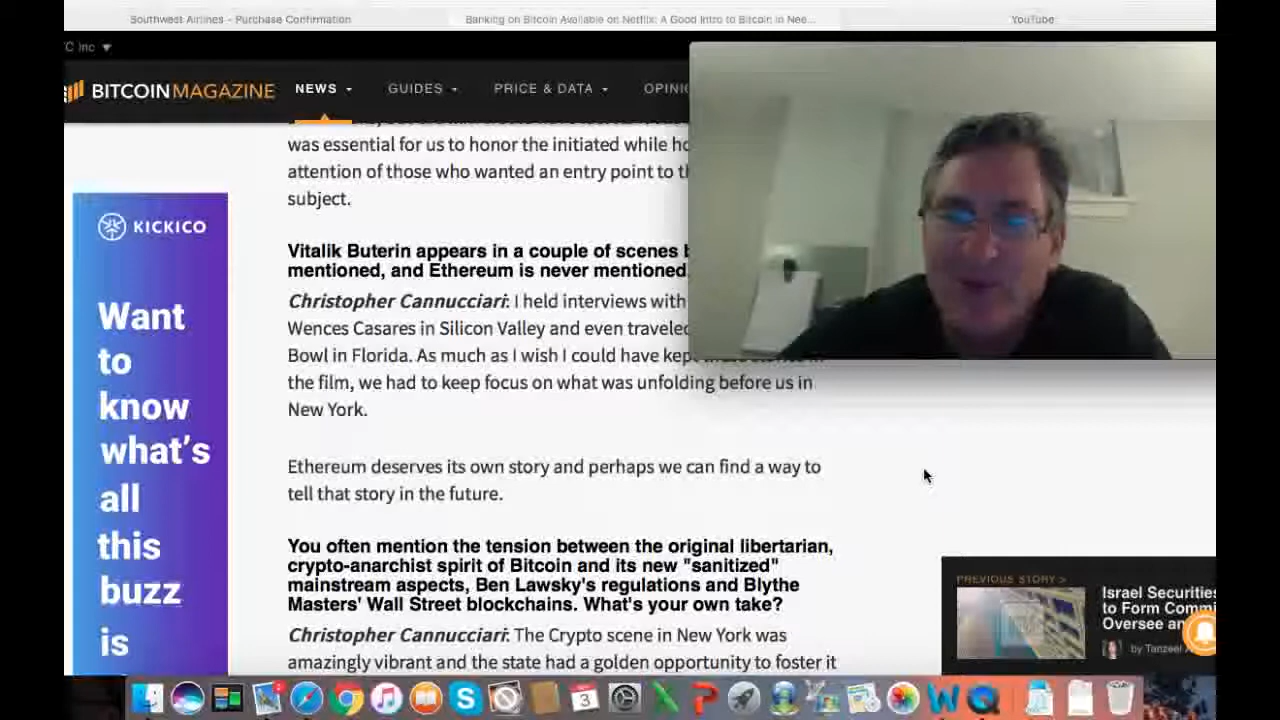 Southwest Airlines – Purchase Confirmation
Banking on Bitcoin Available on Netflix: A Good Intro to Bitcoin in Nee...
YouTube
C Inc
BITCOINMAGAZINE
NEWS
GUIDES
PRICE & DATA
OPINI
was essential for us to honor the initiated while ho
attention of those who wanted an entry point to th
subject.
KICKICO
Want
to
know
what's
all
this
buzz
is
Vitalik Buterin appears in a couple of scenes b
mentioned, and Ethereum is never mentioned.
Christopher Cannucciari: I held interviews with
Wences Casares in Silicon Valley and even traveled
Bowl in Florida. As much as I wish I could have kept
the film, we had to keep focus on what was unfolding before us in
New York.
Ethereum deserves its own story and perhaps we can find a way to
tell that story in the future.
You often mention the tension between the original libertarian,
crypto-anarchist spirit of Bitcoin and its new "sanitized"
mainstream aspects, Ben Lawsky's regulations and Blythe
Masters' Wall Street blockchains. What's your own take?
Christopher Cannucciari: The Crypto scene in New York was
amazingly vibrant and the state had a golden opportunity to foster it
PREVIOUS STORY >
Israel Securities
to Form Commi
Oversee an
by Tanzeel
3